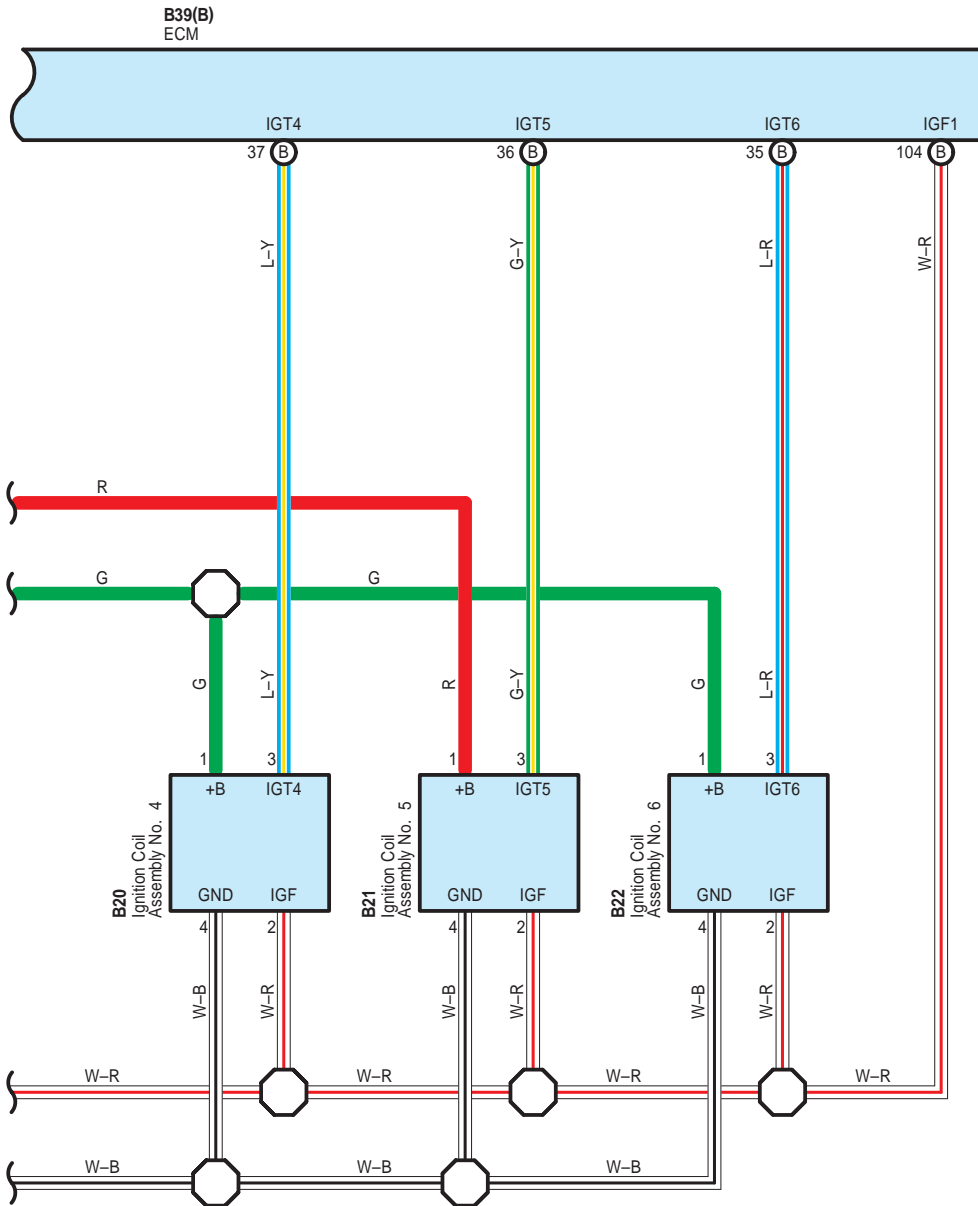 B39(B)
ECM
IGT4 IGT5 IGT6 IGF1
37 B 36 B 35 B 104 B
L–Y G–Y L–R W–R
R
G G
G L–Y R G–Y G L–R
1 3 1 3 1 3
+B IGT4 +B IGT5 +B IGT6
B20
Ignition Coil
Assembly No. 4
B21
Ignition Coil
Assembly No. 5
B22
Ignition Coil
Assembly No. 6
GND IGF GND IGF GND IGF
4 2 4 2 4 2
W–B W–R W–B W–R W–B W–R
W–R W–R W–R W–R
W–B W–B W–B